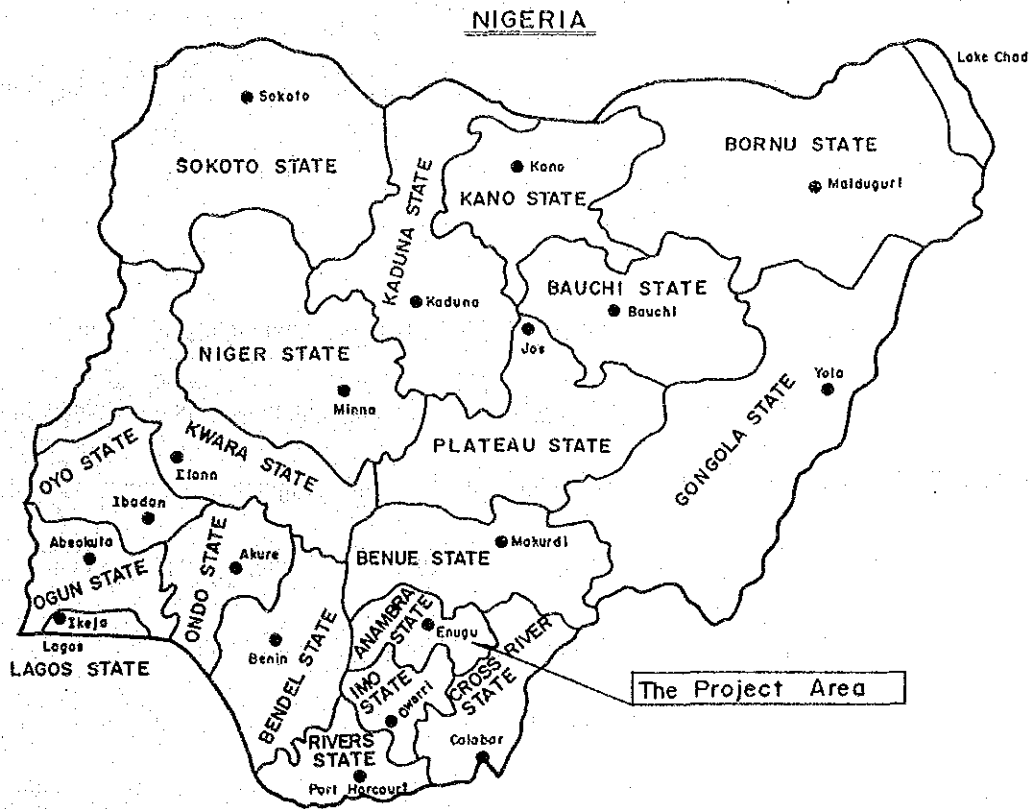 NIGERIA
Lake Chad
Sokoto
SOKOTO STATE
KADUNA STATE
Kano
KANO STATE
BORNU STATE
Maiduguri
Kaduna
BAUCHI STATE
Bauchi
Jos
NIGER STATE
Minna
Yola
GONGOLA STATE
PLATEAU STATE
KWARA STATE
OYO STATE
Ibadan
Abeokuta
OGUN STATE
Ikeja
Lagos
LAGOS STATE
ONDO STATE
Akure
BENUE STATE
Makurdi
Benin
BENDEL STATE
ANAMBRA
STATE
Enugu
IMO
STATE
Owerri
CROSS RIVER
STATE
The Project Area
RIVERS
STATE
Port Harcourt
Calabar